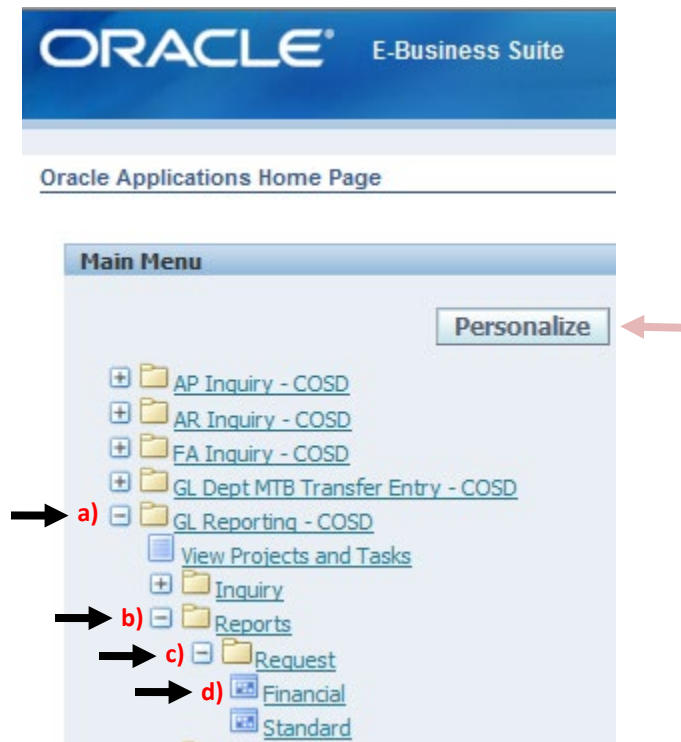 ORACLE® E-Business Suite
Oracle Applications Home Page
Main Menu
Personalize
AP Inquiry - COSD
AR Inquiry - COSD
FA Inquiry - COSD
GL Dept MTB Transfer Entry - COSD
a) GL Reporting - COSD
View Projects and Tasks
Inquiry
b) Reports
c) Request
d) Financial
Standard